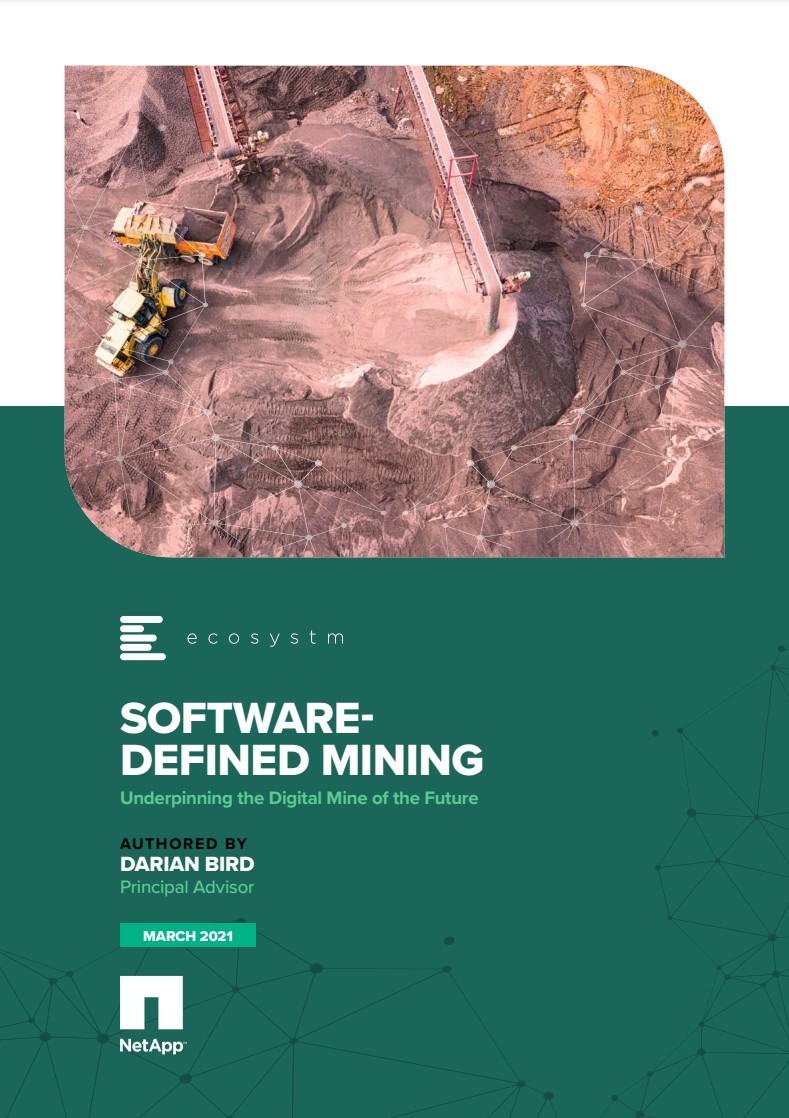 ecosystm
SOFTWARE-
DEFINED MINING
Underpinning the Digital Mine of the Future
AUTHORED BY
DARIAN BIRD
Principal Advisor
MARCH 2021
NetApp™